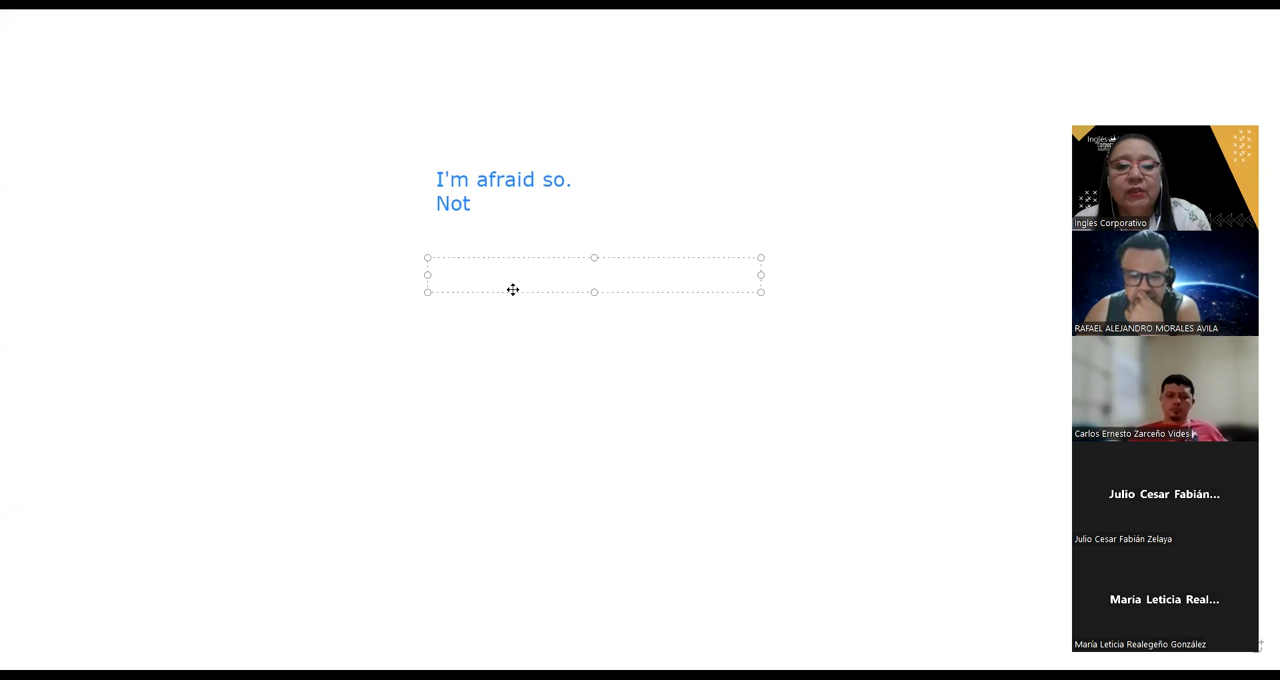 I'm afraid so.
Not
Inglés
Ingles Corporativo
RAFAEL ALEJANDRO MORALES AVILA
Carlos Ernesto Zarceño Vides
Julio Cesar Fabián...
Julio Cesar Fabián Zelaya
María Leticia Real...
María Leticia Realegeño González